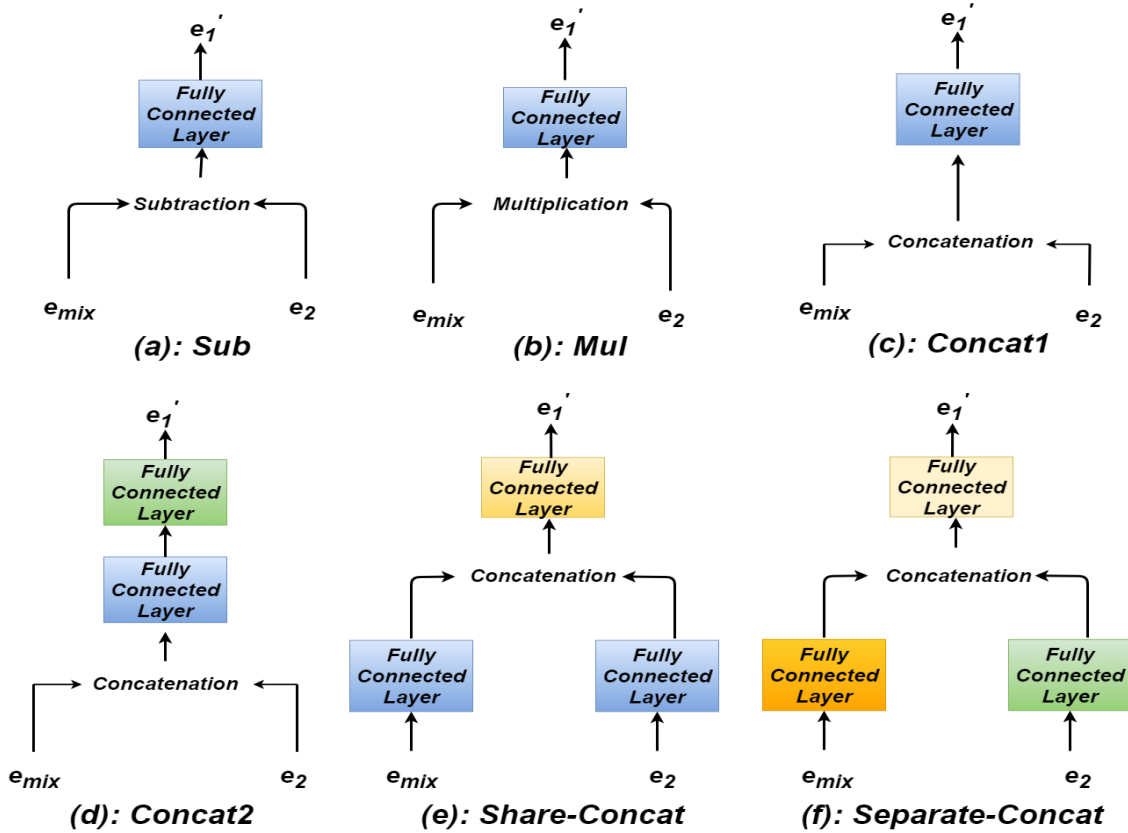 e1'
Fully
Connected
Layer
Subtraction
emix
e2
(a): Sub
e1'
Fully
Connected
Layer
Multiplication
emix
e2
(b): Mul
e1'
Fully
Connected
Layer
Concatenation
emix
e2
(c): Concat1
e1'
Fully
Connected
Layer
Fully
Connected
Layer
Concatenation
emix
e2
(d): Concat2
e1'
Fully
Connected
Layer
Concatenation
Fully
Connected
Layer
Fully
Connected
Layer
emix
e2
(e): Share-Concat
e1'
Fully
Connected
Layer
Concatenation
Fully
Connected
Layer
Fully
Connected
Layer
emix
e2
(f): Separate-Concat